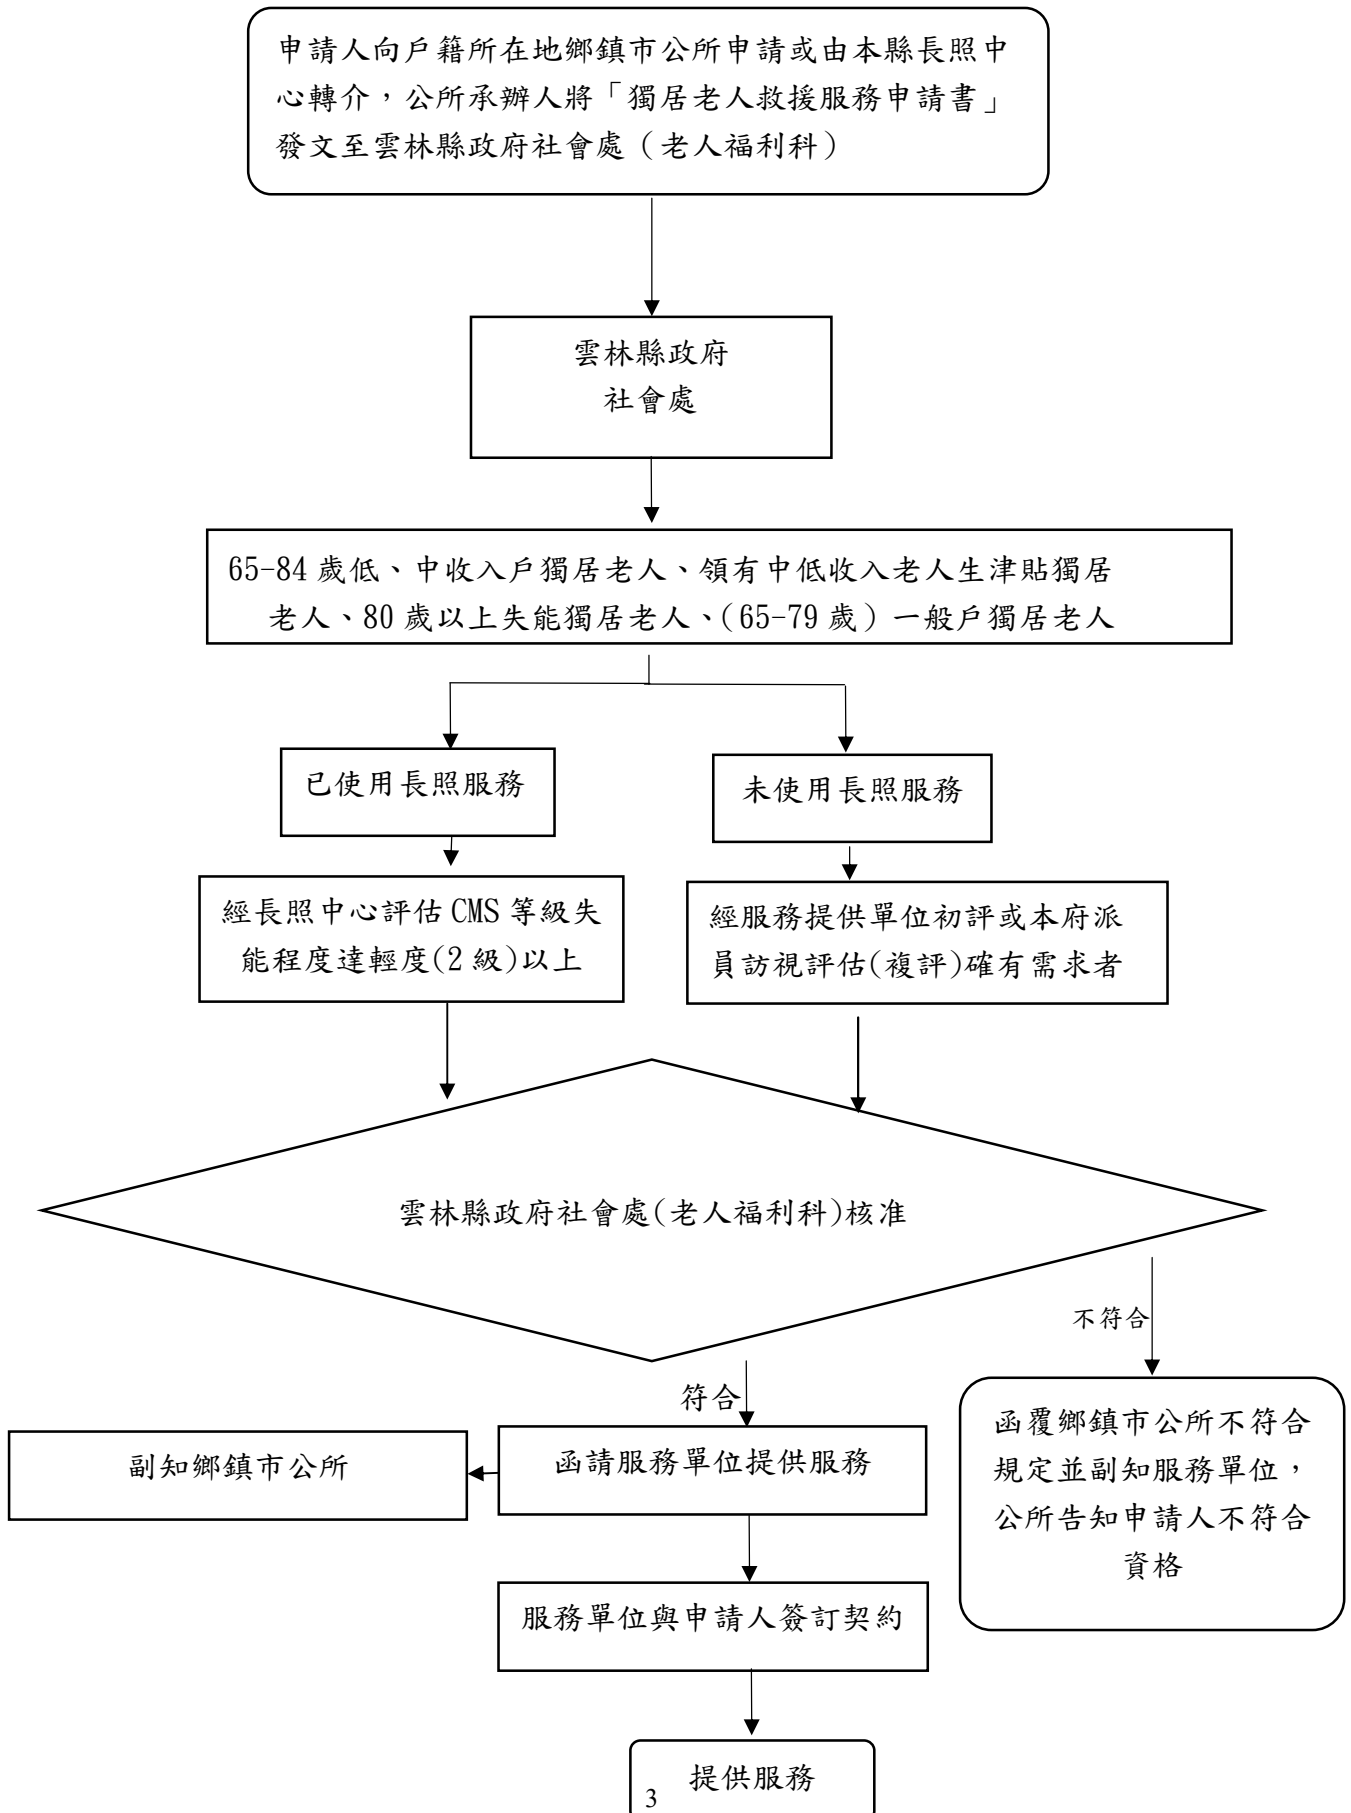 申請人向戶籍所在地鄉鎮市公所申請或由本縣長照中
心轉介，公所承辦人將「獨居老人救援服務申請書」
發文至雲林縣政府社會處（老人福利科）
雲林縣政府
社會處
65-84 歲低、中收入戶獨居老人、領有中低收入老人生津貼獨居
老人、80 歲以上失能獨居老人、(65-79 歲) 一般戶獨居老人
已使用長照服務
未使用長照服務
經長照中心評估 CMS 等級失
能程度達輕度(2 級)以上
經服務提供單位初評或本府派
員訪視評估(複評)確有需求者
雲林縣政府社會處(老人福利科)核准
不符合
符合
副知鄉鎮市公所
函請服務單位提供服務
函覆鄉鎮市公所不符合
規定並副知服務單位，
公所告知申請人不符合
資格
服務單位與申請人簽訂契約
提供服務
3